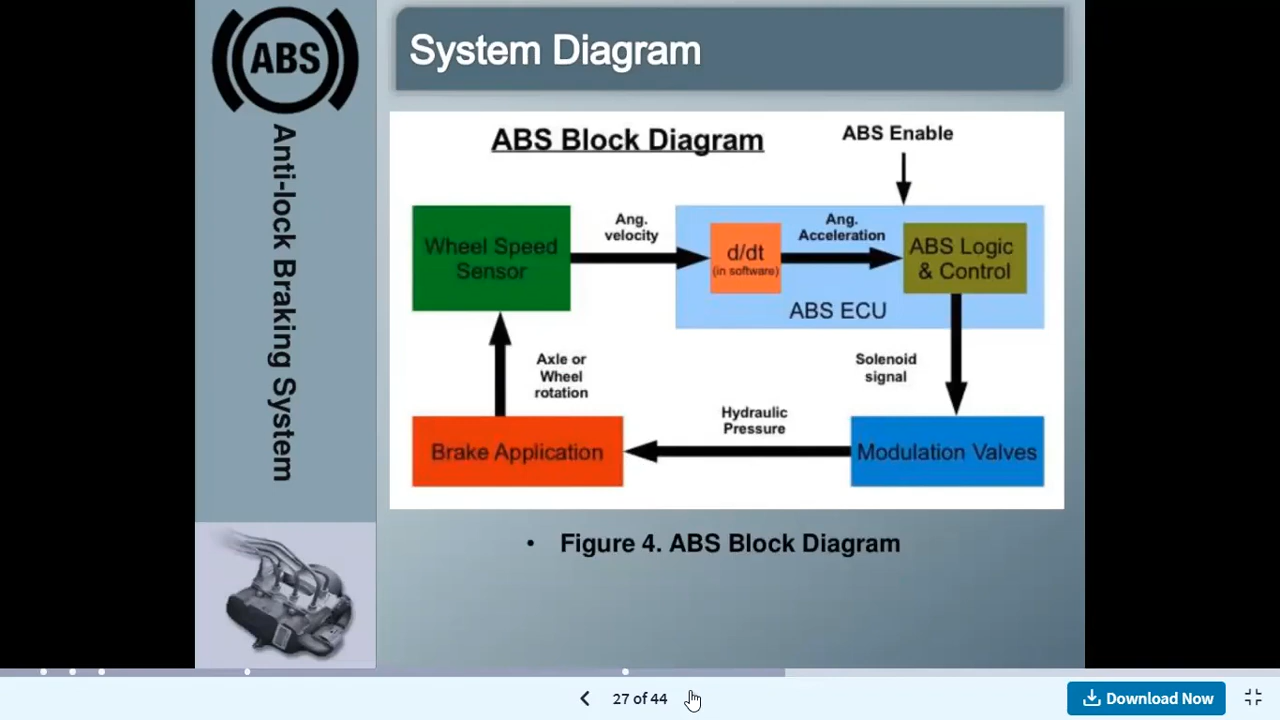 ABS
Anti-lock Braking System
System Diagram
ABS Block Diagram
ABS Enable
Wheel Speed
Sensor
Ang.
velocity
d/dt
(in software)
Ang.
Acceleration
ABS Logic
& Control
ABS ECU
Axle or
Wheel
rotation
Solenoid
signal
Brake Application
Hydraulic
Pressure
Modulation Valves
• Figure 4. ABS Block Diagram
27 of 44
Download Now